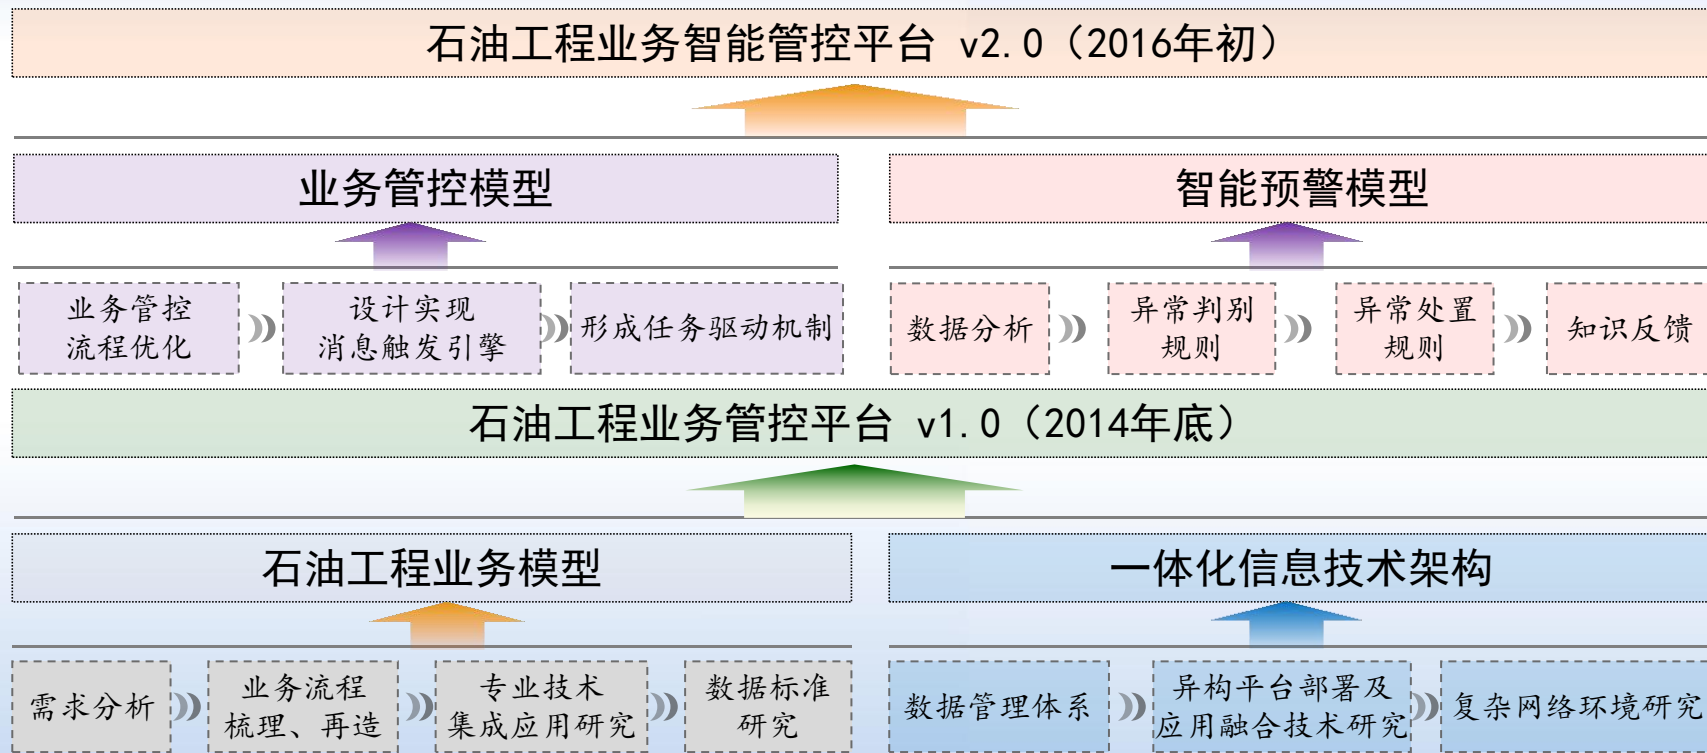 石油工程业务智能管控平台 v2.0（2016年初）
业务管控模型
智能预警模型
业务管控
流程优化
设计实现
消息触发引擎
形成任务驱动机制
数据分析
异常判别
规则
异常处置
规则
知识反馈
石油工程业务管控平台 v1.0（2014年底）
石油工程业务模型
一体化信息技术架构
需求分析
业务流程
梳理、再造
专业技术
集成应用研究
数据标准
研究
数据管理体系
异构平台部署及
应用融合技术研究
复杂网络环境研究